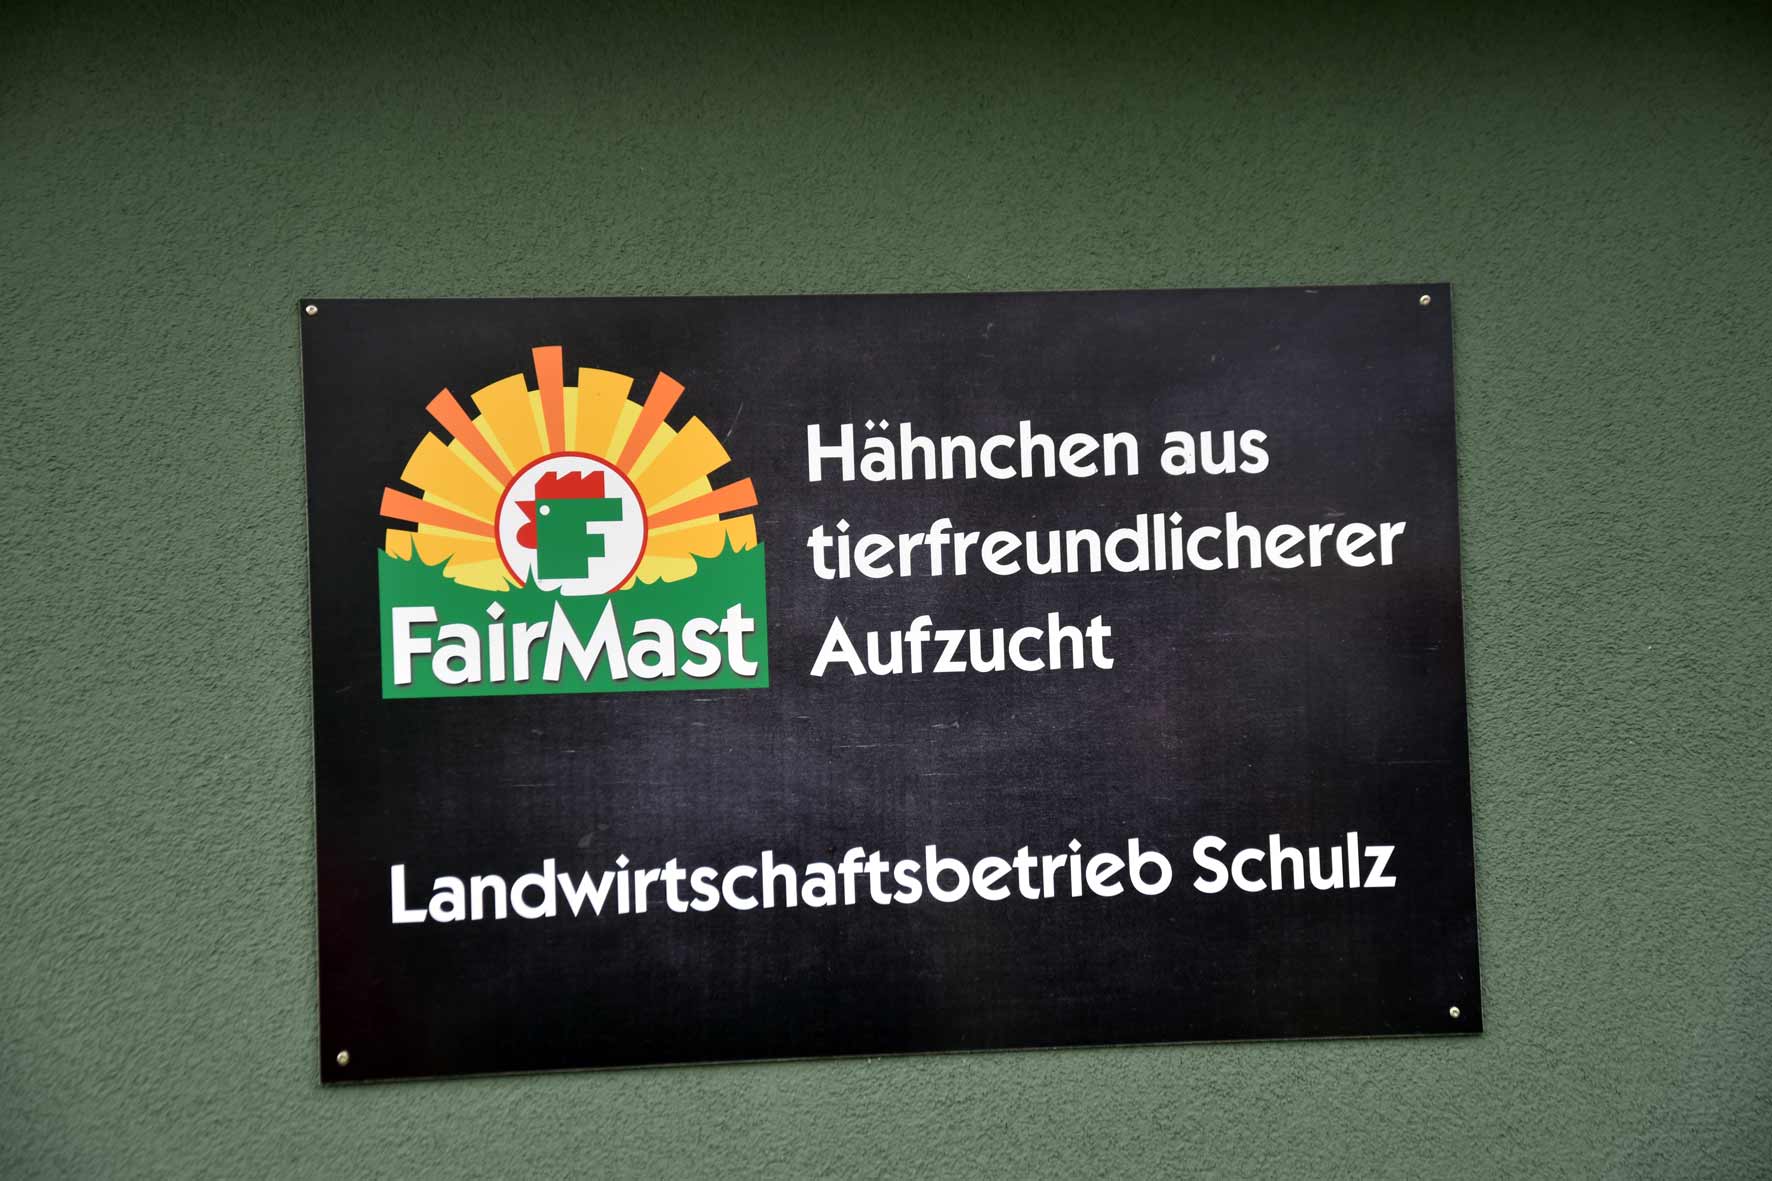 FairMast
Hähnchen aus
tierfreundlicherer
Aufzucht
Landwirtschaftsbetrieb Schulz